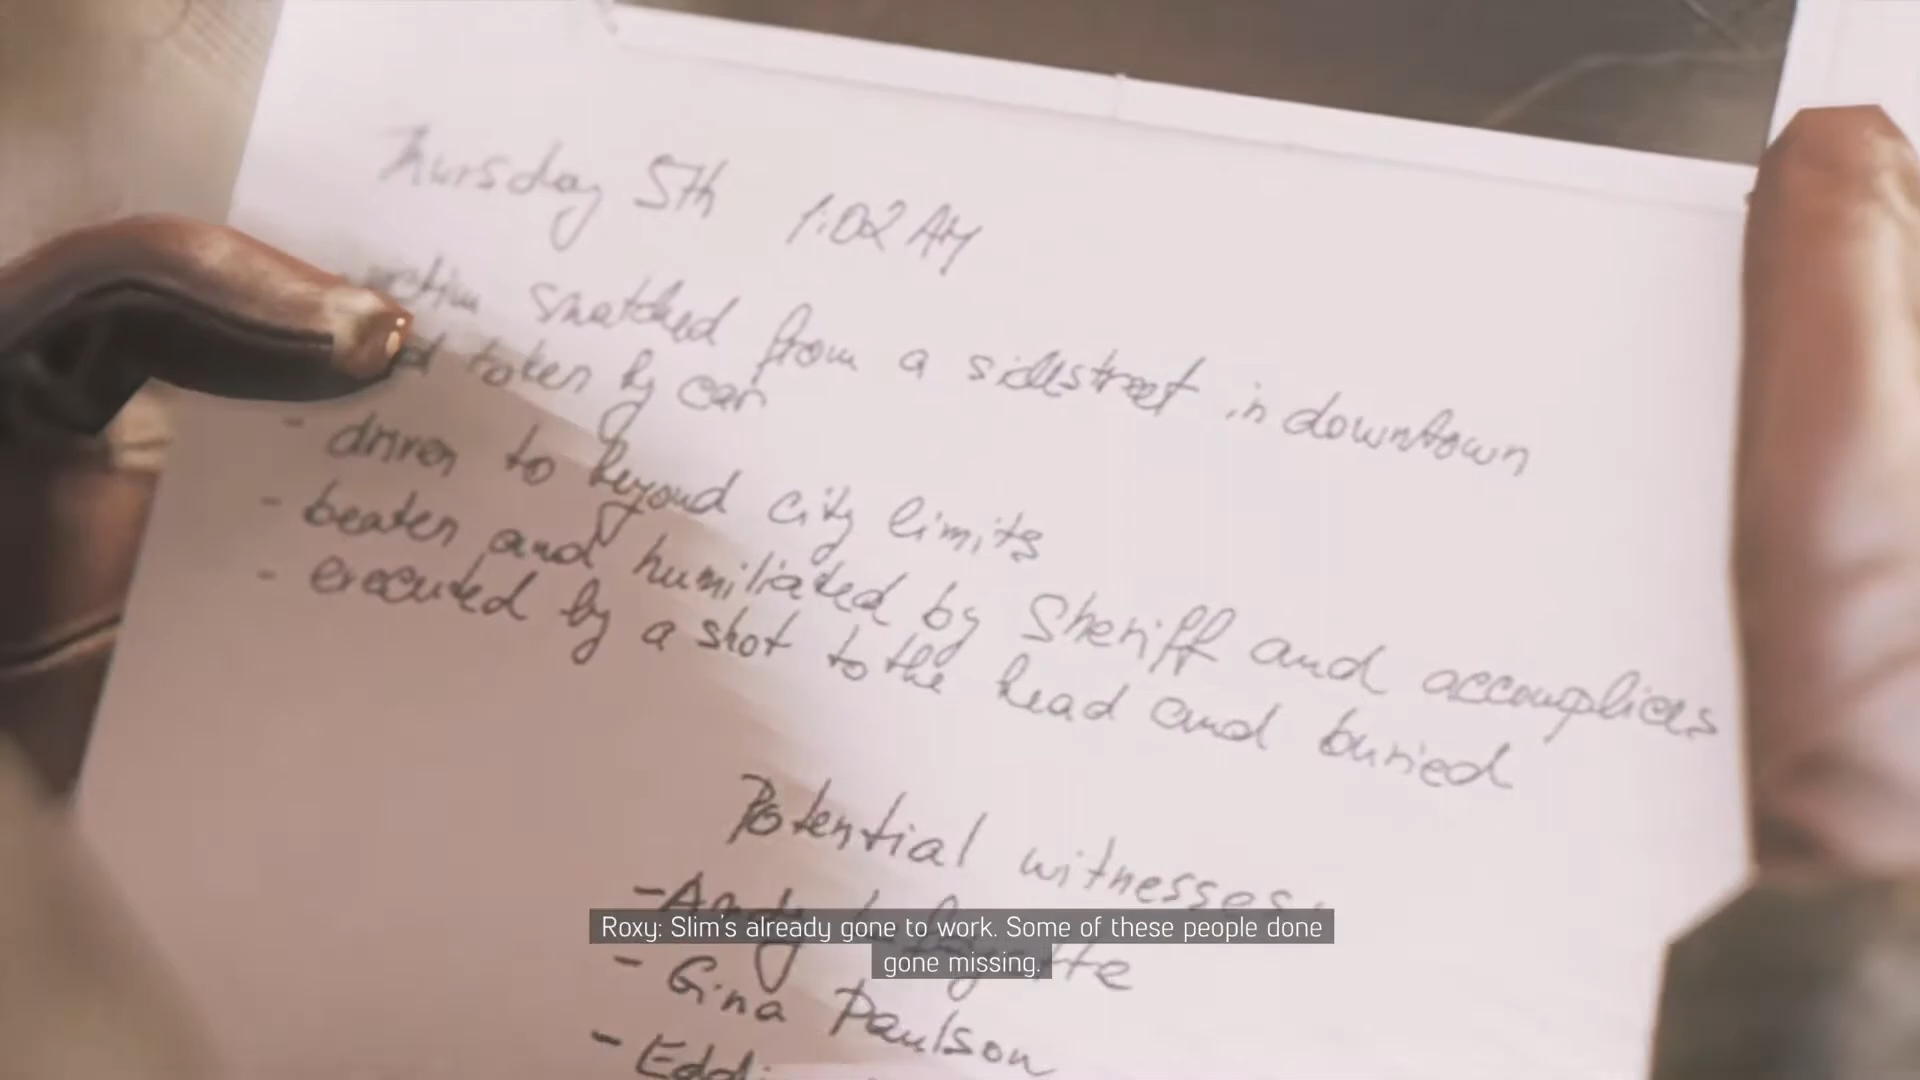 Thursday 5th 1:02 AM
- victim snatched from a sidestreet in downtown
taken by car
- driven to beyond city limits
- beaten and humiliated by Sheriff and accomplices
- executed by a shot to the head and buried
Potential witnesses:
- Andy
Roxy: Slim's already gone to work. Some of these people done
gone missing.
- Gina Paulson